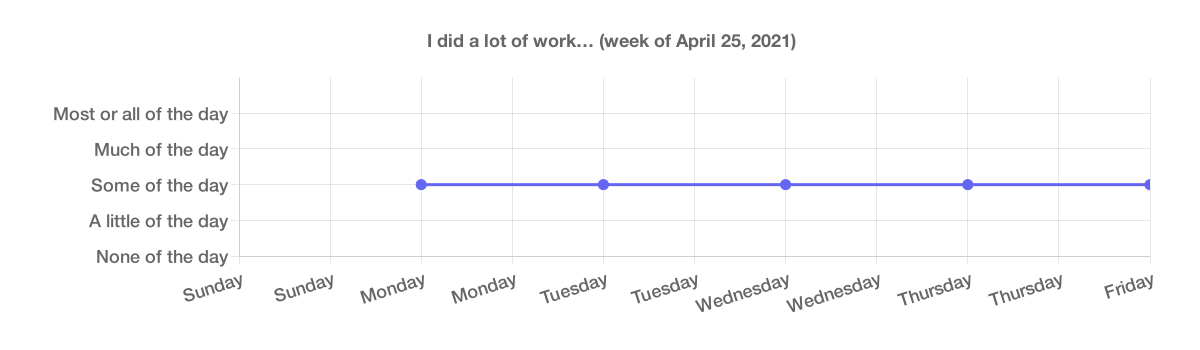 I did a lot of work… (week of April 25, 2021)
Most or all of the day
Much of the day
Some of the day
A little of the day
None of the day
Sunday
Sunday
Monday
Monday
Tuesday
Tuesday
Wednesday
Wednesday
Thursday
Thursday
Friday